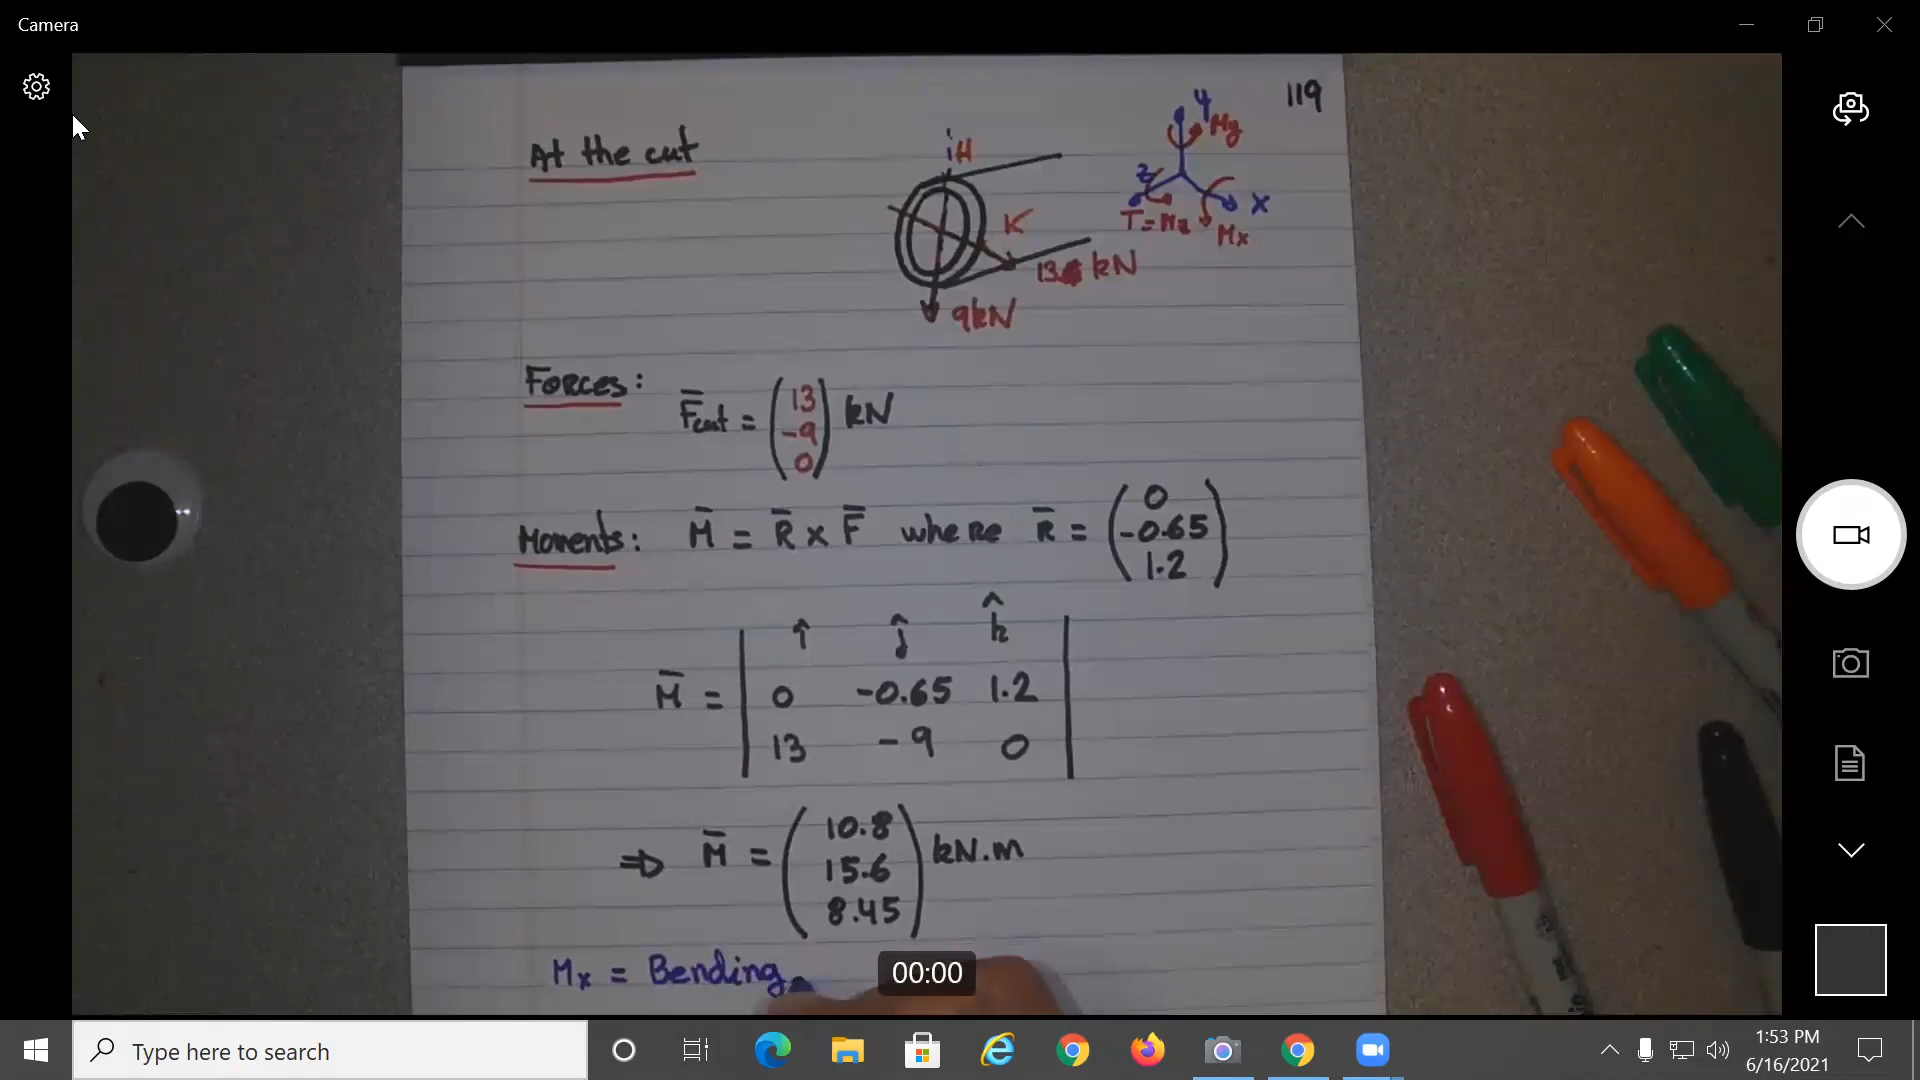 Camera
119
At the cut
H
Y
My
Z
X
K
T = Mz
Mx
13 kN
9kN
Forces:
F̅cut = (13 -9 0) kN
Moments: M̅ = R̅ x F̅ where R̅ = (0 -0.65 1.2)
î ĵ k̂
M̅ = | 0 -0.65 1.2 |
13 -9 0
⇒ M̅ = (10.8 15.6 8.45) kN.m
Mx = Bending
00:00
Type here to search
1:53 PM
6/16/2021